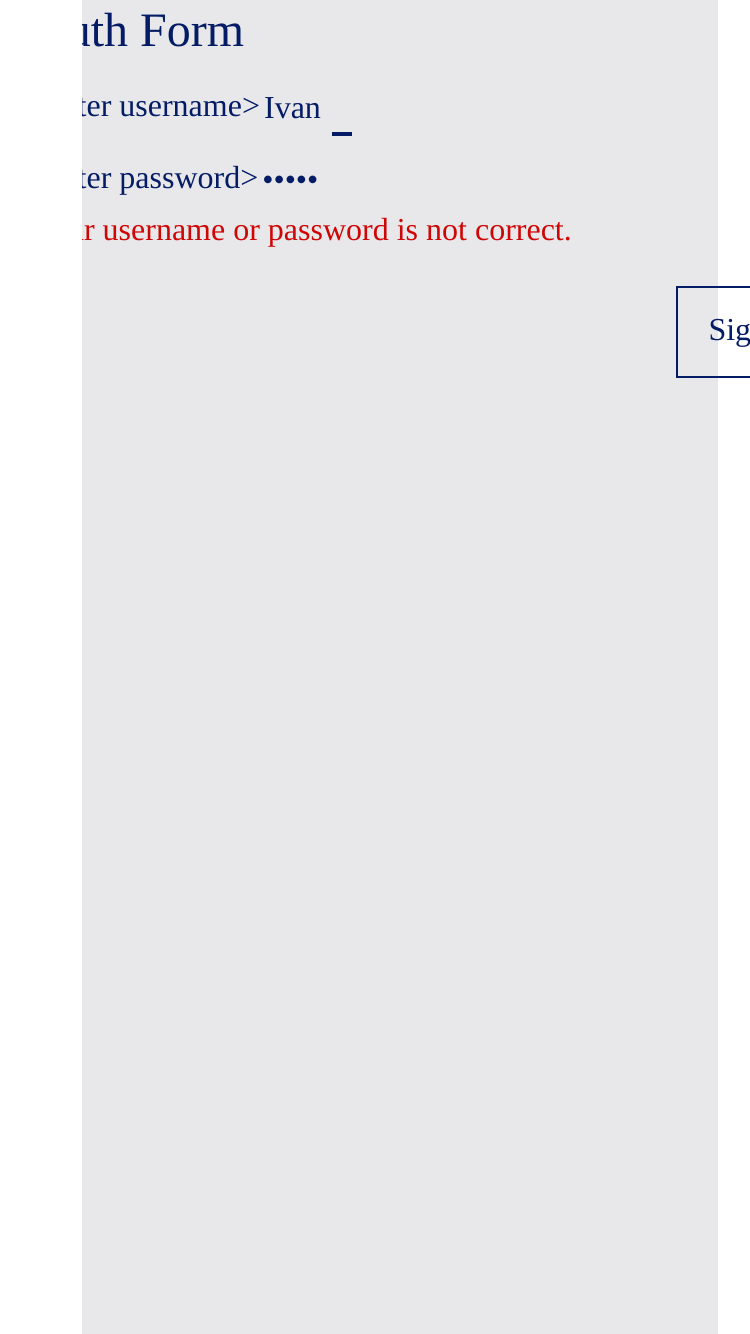 uth Form
ter username> Ivan _
ter password> •••••
r username or password is not correct.
Sig